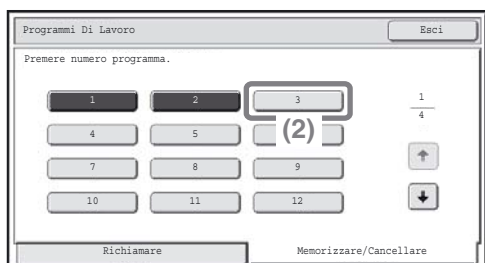 Programmi Di Lavoro Esci
Premere numero programma.
1 2 3 1
4
4 5 (2)
7 8 9
10 11 12
Richiamare Memorizzare/Cancellare